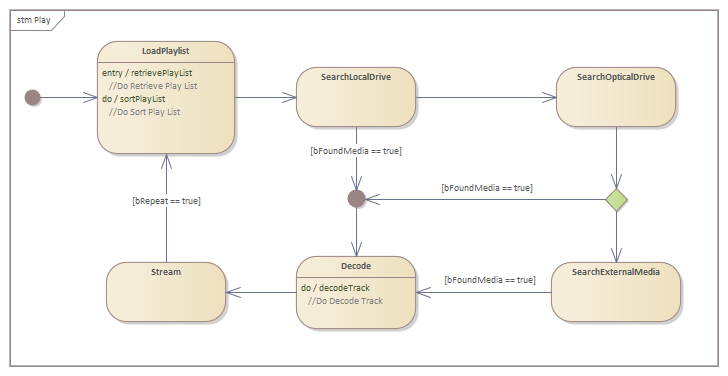 stm Play
LoadPlaylist
entry / retrievePlayList
//Do Retrieve Play List
do / sortPlayList
//Do Sort Play List
SearchLocalDrive
SearchOpticalDrive
[bFoundMedia == true]
[bFoundMedia == true]
[bRepeat == true]
Stream
Decode
do / decodeTrack
//Do Decode Track
[bFoundMedia == true]
SearchExternalMedia